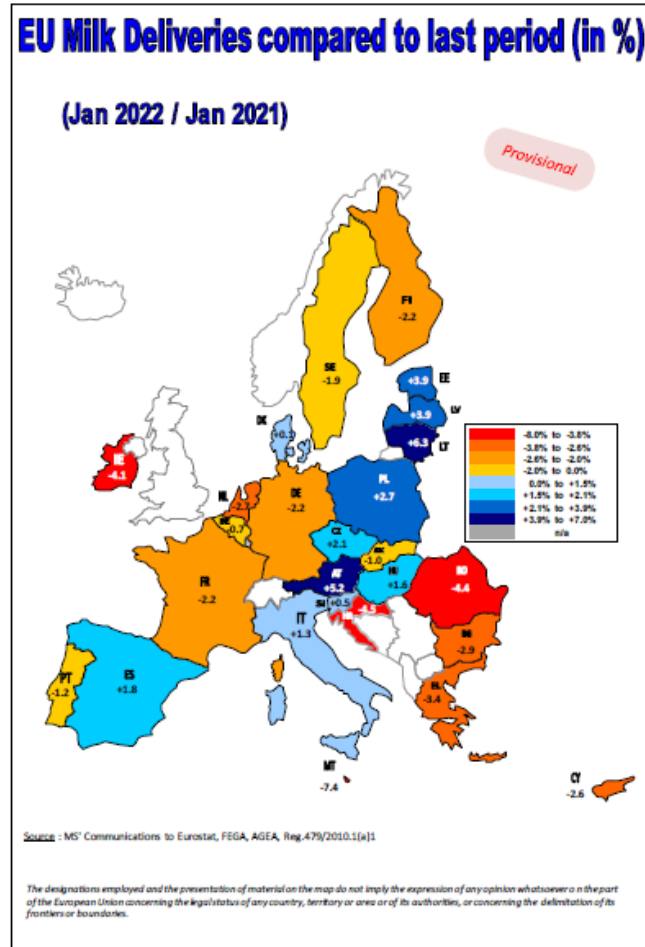 EU Milk Deliveries compared to last period (in %)
(Jan 2022 / Jan 2021)
Provisional
FI
-2.2
SE
-1.9
+3.9
EE
+3.9
LV
+6.3
LT
DK
IE
-4.1
NL
-2.7
-0.7
DE
-2.2
PL
+2.7
CZ
+2.1
-1.0
AT
+5.2
HU
+1.6
RO
-4.4
FR
-2.2
SI
+0.5
-4.5
IT
+1.3
BG
-2.9
PT
-1.2
ES
+1.8
EL
-3.4
MT
-7.4
CY
-2.6
-8.0% to -3.8%
-3.8% to -2.6%
-2.6% to -2.0%
-2.0% to 0.0%
0.0% to +1.5%
+1.5% to +2.1%
+2.1% to +3.9%
+3.9% to +7.0%
n/a
Source : MS' Communications to Eurostat, FEGA, AGEA, Reg.479/2010.1(a)1
The designations employed and the presentation of material on the map do not imply the expression of any opinion whatsoever on the part
of the European Union concerning the legal status of any country, territory or area or of its authorities, or concerning the delimitation of its
frontiers or boundaries.